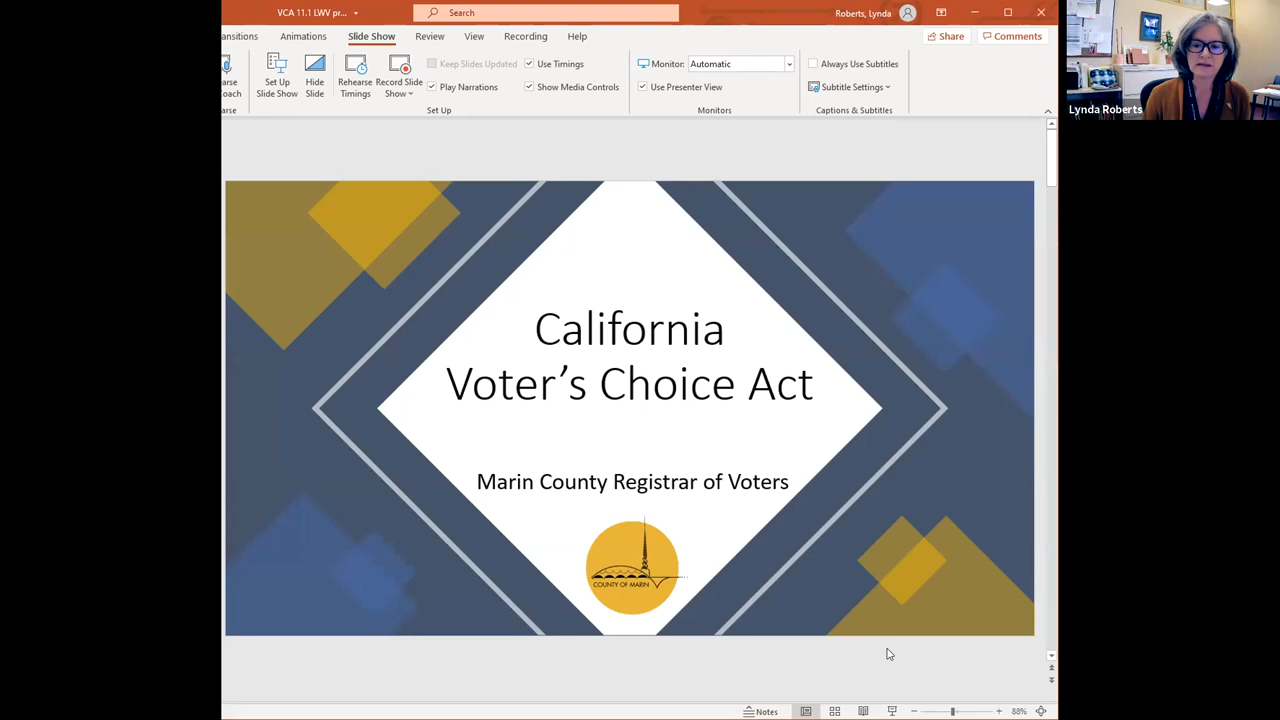 VCA 11.1 LWV pr...
Search
Roberts, Lynda
ansitions
Animations
Slide Show
Review
View
Recording
Help
Share
Comments
earse
oach
Set Up
Slide Show
Hide
Slide
Rehearse
Timings
Record Slide
Show
Keep Slides Updated
Use Timings
Play Narrations
Show Media Controls
Monitor:
Automatic
Use Presenter View
Always Use Subtitles
Subtitle Settings
arse
Set Up
Monitors
Captions & Subtitles
Lynda Roberts
California
Voter’s Choice Act
Marin County Registrar of Voters
COUNTY OF MARIN
Notes
88%